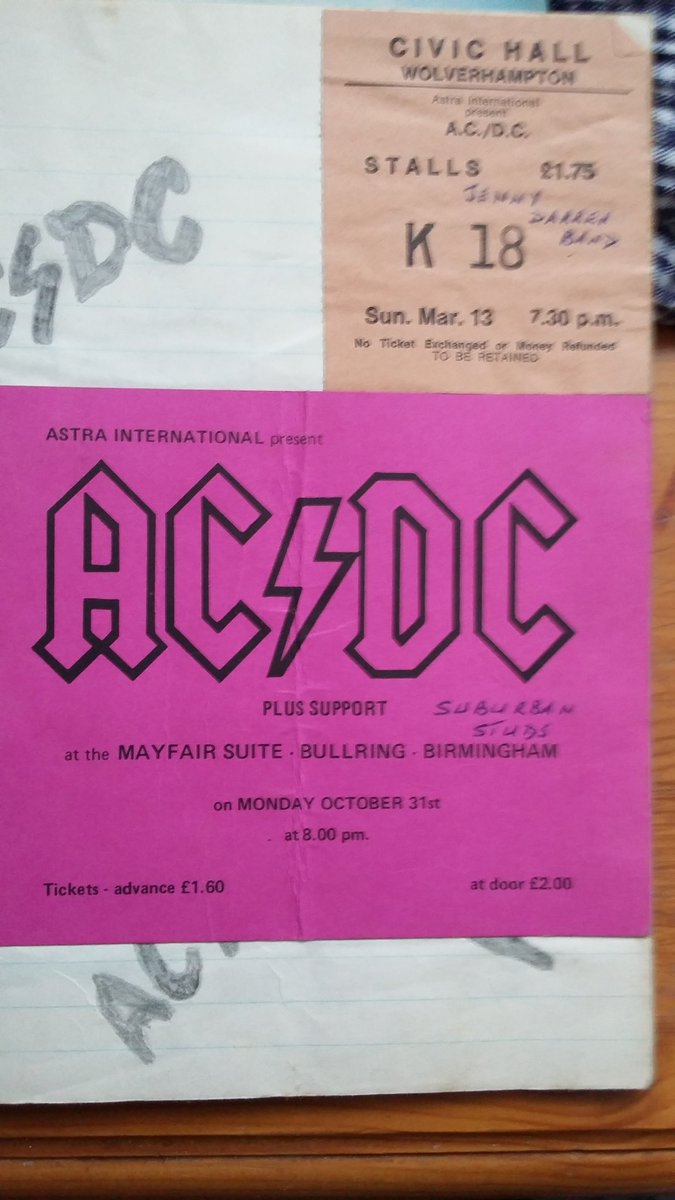 CIVIC HALL
WOLVERHAMPTON
Astra International
present
A.C./D.C.
STALLS £1.75
JENNY
DARREN
BAND
K 18
Sun. Mar. 13 7.30 p.m.
No Ticket Exchanged or Money Refunded
TO BE RETAINED
DC
ASTRA INTERNATIONAL present
AC⚡DC
PLUS SUPPORT SUBURBAN
STUDS
at the MAYFAIR SUITE · BULLRING · BIRMINGHAM
on MONDAY OCTOBER 31st
at 8.00 pm.
Tickets - advance £1.60 at door £2.00
AC